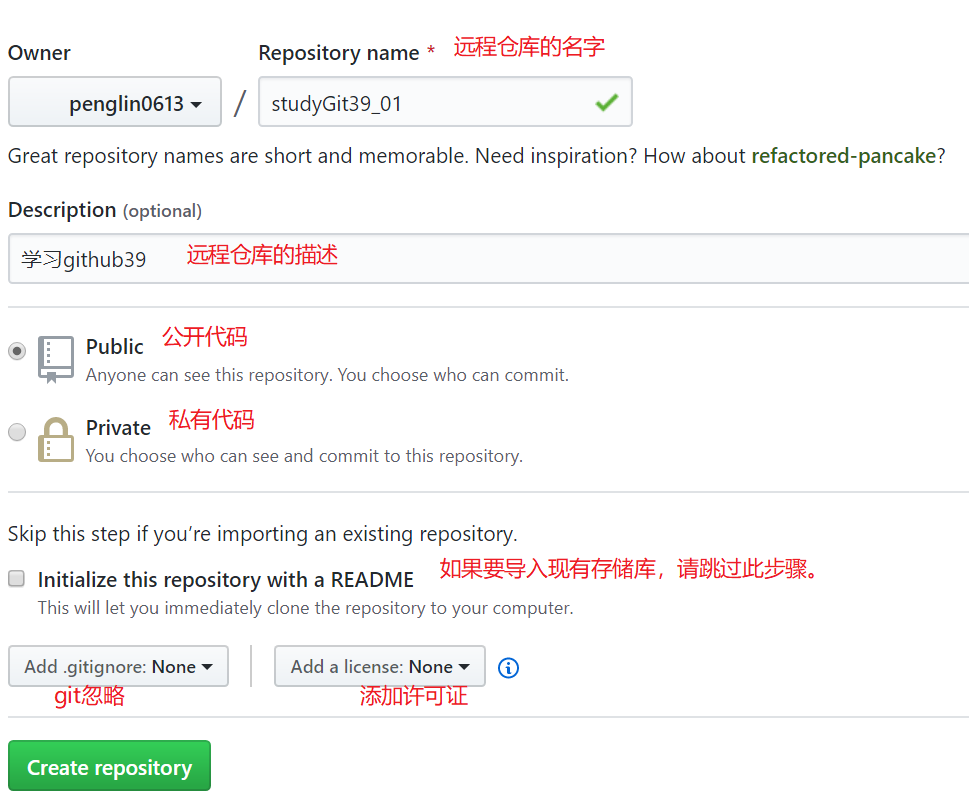 Owner
Repository name * 远程仓库的名字
penglin0613 / studyGit39_01
Great repository names are short and memorable. Need inspiration? How about refactored-pancake?
Description (optional)
学习github39 远程仓库的描述
Public 公开代码
Anyone can see this repository. You choose who can commit.
Private 私有代码
You choose who can see and commit to this repository.
Skip this step if you’re importing an existing repository.
Initialize this repository with a README 如果要导入现有存储库，请跳过此步骤。
This will let you immediately clone the repository to your computer.
Add .gitignore: None Add a license: None
git忽略 添加许可证
Create repository